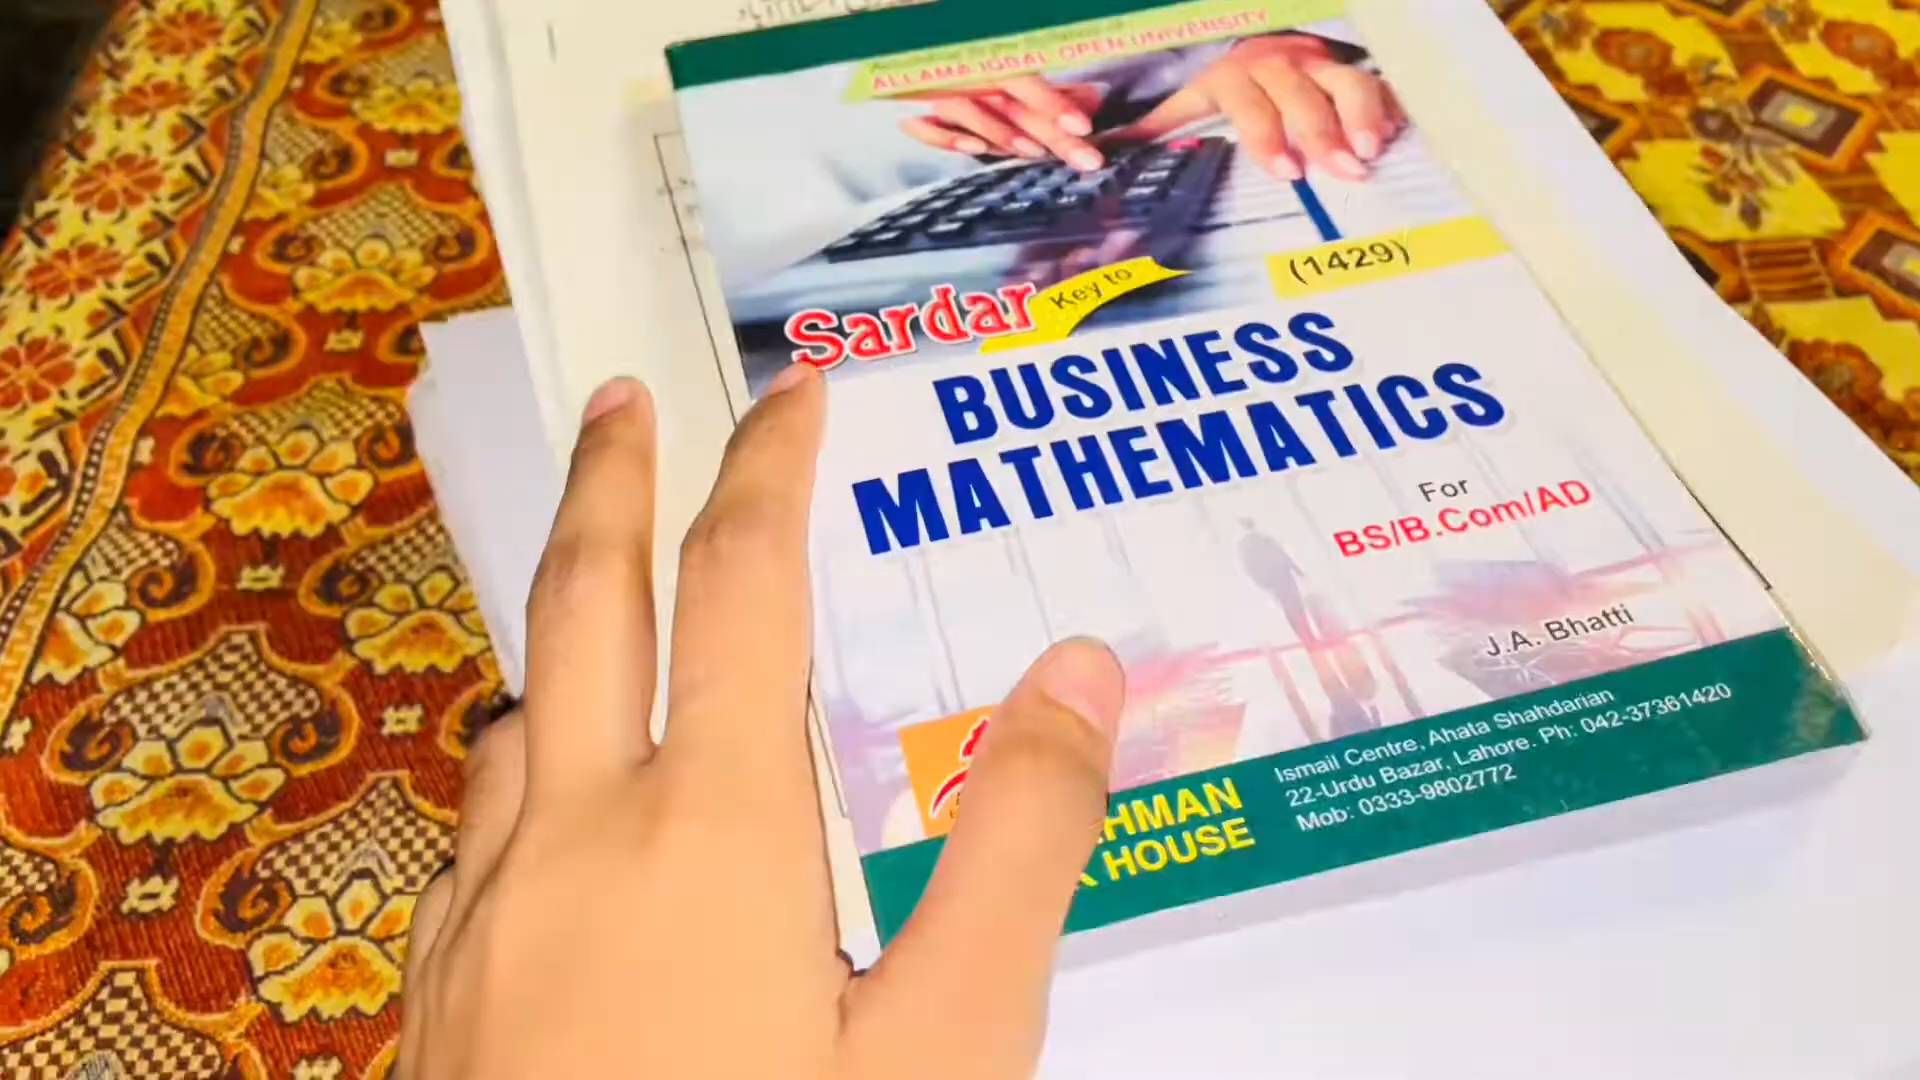 ALLAMA IQBAL OPEN UNIVERSITY
(1429)
Sardar Key to
BUSINESS
MATHEMATICS
For
BS/B.Com/AD
J.A. Bhatti
HMAN
HOUSE
Ismail Centre, Ahata Shahdarian
22-Urdu Bazar, Lahore. Ph: 042-37361420
Mob: 0333-9802772